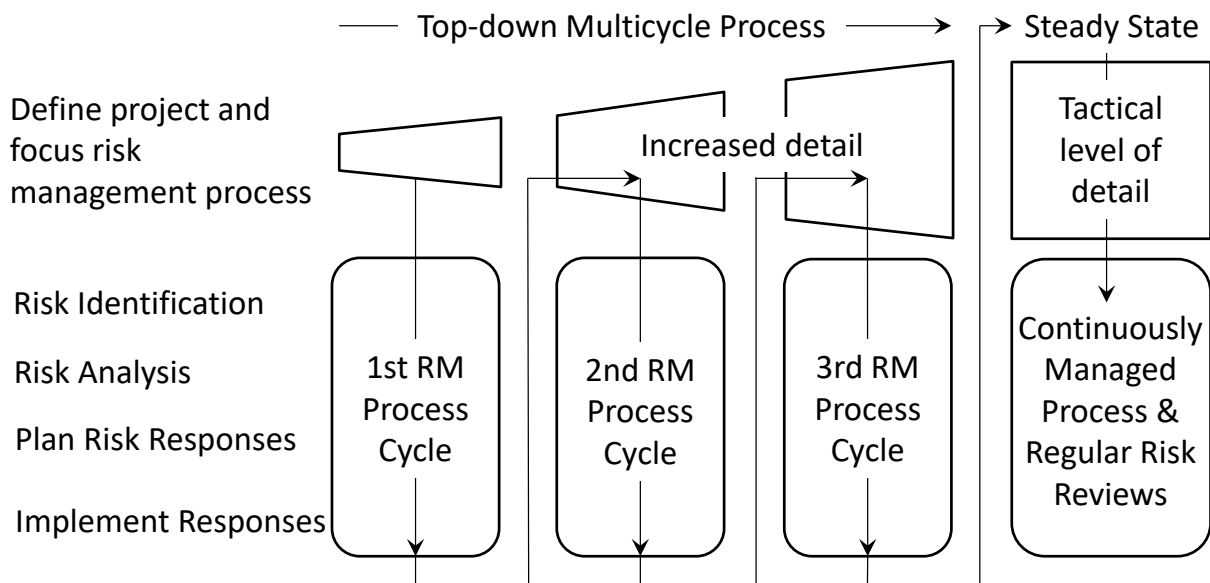 Top-down Multicycle Process
Steady State
Define project and
focus risk
management process
Increased detail
Tactical
level of
detail
Risk Identification
Risk Analysis
Plan Risk Responses
Implement Responses
1st RM
Process
Cycle
2nd RM
Process
Cycle
3rd RM
Process
Cycle
Continuously
Managed
Process &
Regular Risk
Reviews